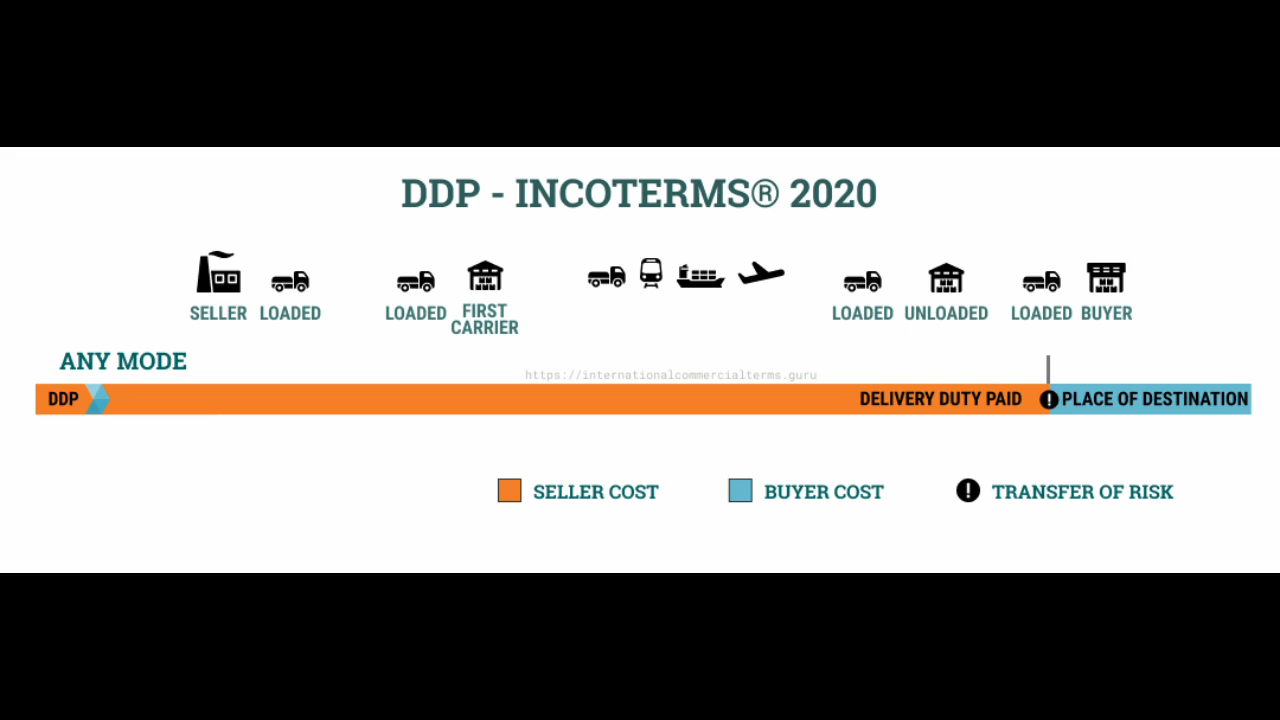 DDP - INCOTERMS® 2020
SELLER LOADED LOADED FIRST CARRIER LOADED UNLOADED LOADED BUYER
ANY MODE
https://internationalcommercialterms.guru
DDP DELIVERY DUTY PAID PLACE OF DESTINATION
SELLER COST BUYER COST TRANSFER OF RISK